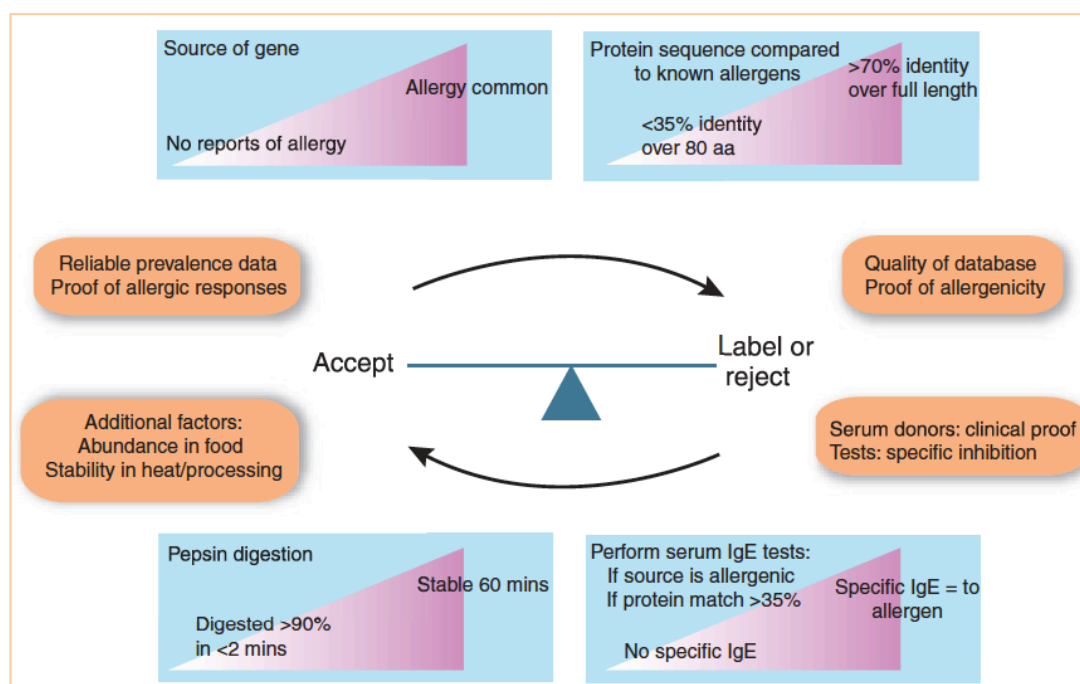 Source of gene
Allergy common
No reports of allergy
Protein sequence compared
to known allergens
>70% identity
over full length
<35% identity
over 80 aa
Reliable prevalence data
Proof of allergic responses
Quality of database
Proof of allergenicity
Accept
Label or
reject
Additional factors:
Abundance in food
Stability in heat/processing
Serum donors: clinical proof
Tests: specific inhibition
Pepsin digestion
Stable 60 mins
Digested >90%
in <2 mins
Perform serum IgE tests:
If source is allergenic
If protein match >35%
Specific IgE = to
allergen
No specific IgE